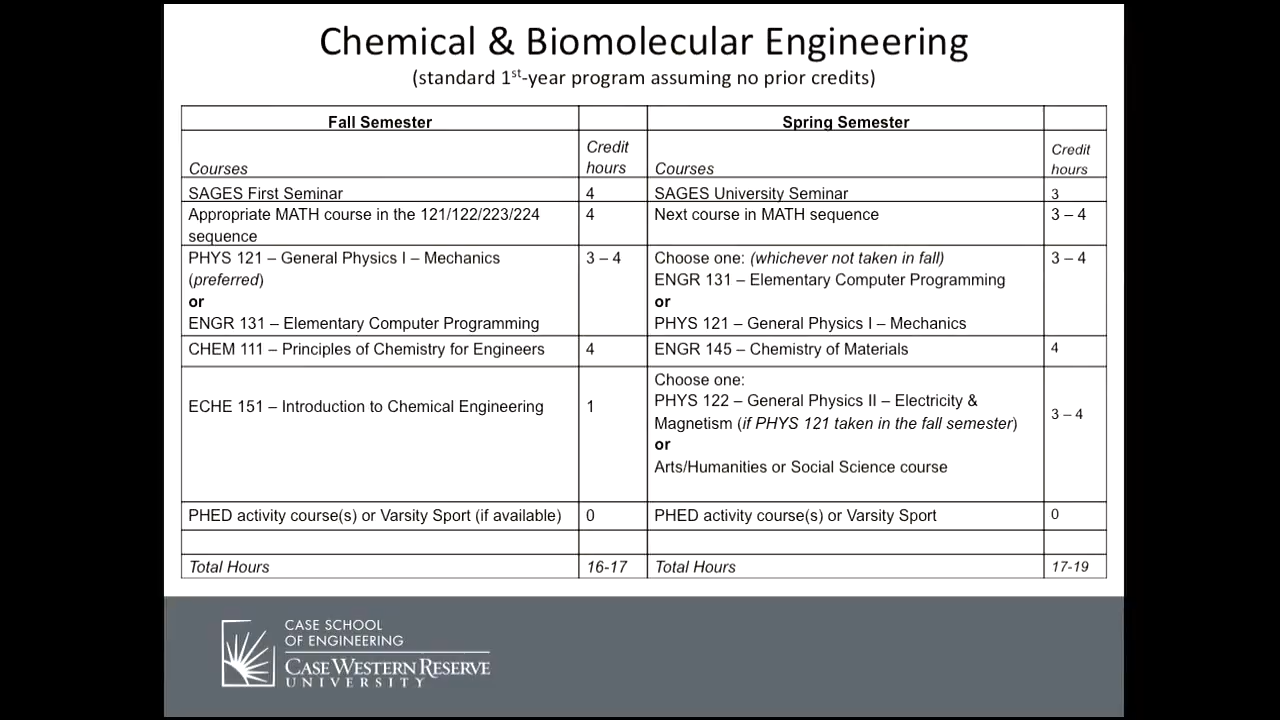 Chemical & Biomolecular Engineering
(standard 1st-year program assuming no prior credits)
Fall Semester
Spring Semester
Courses
Credit
hours
Courses
Credit
hours
SAGES First Seminar
4
SAGES University Seminar
3
Appropriate MATH course in the 121/122/223/224
sequence
4
Next course in MATH sequence
3 – 4
PHYS 121 – General Physics I – Mechanics
(preferred)
or
ENGR 131 – Elementary Computer Programming
3 – 4
Choose one: (whichever not taken in fall)
ENGR 131 – Elementary Computer Programming
or
PHYS 121 – General Physics I – Mechanics
3 – 4
CHEM 111 – Principles of Chemistry for Engineers
4
ENGR 145 – Chemistry of Materials
4
ECHE 151 – Introduction to Chemical Engineering
1
Choose one:
PHYS 122 – General Physics II – Electricity &
Magnetism (if PHYS 121 taken in the fall semester)
or
Arts/Humanities or Social Science course
3 – 4
PHED activity course(s) or Varsity Sport (if available)
0
PHED activity course(s) or Varsity Sport
0
Total Hours
16-17
Total Hours
17-19
CASE SCHOOL
OF ENGINEERING
CASE WESTERN RESERVE
UNIVERSITY